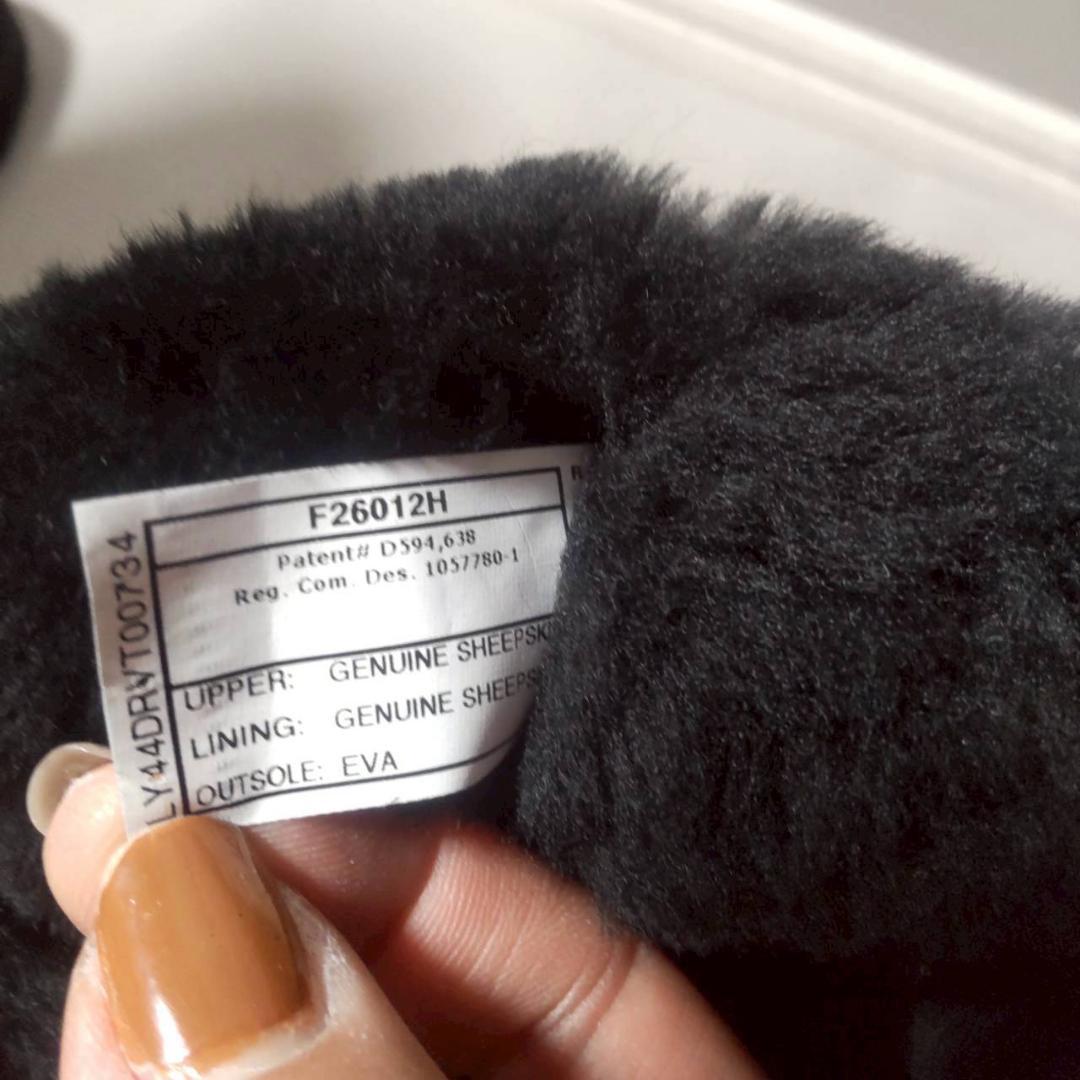 F26012H
Patent# D594,638
Reg. Com. Des. 1057780-1
UPPER: GENUINE SHEEPSK
LINING: GENUINE SHEEPS
OUTSOLE: EVA
LY44DRVT00734
R